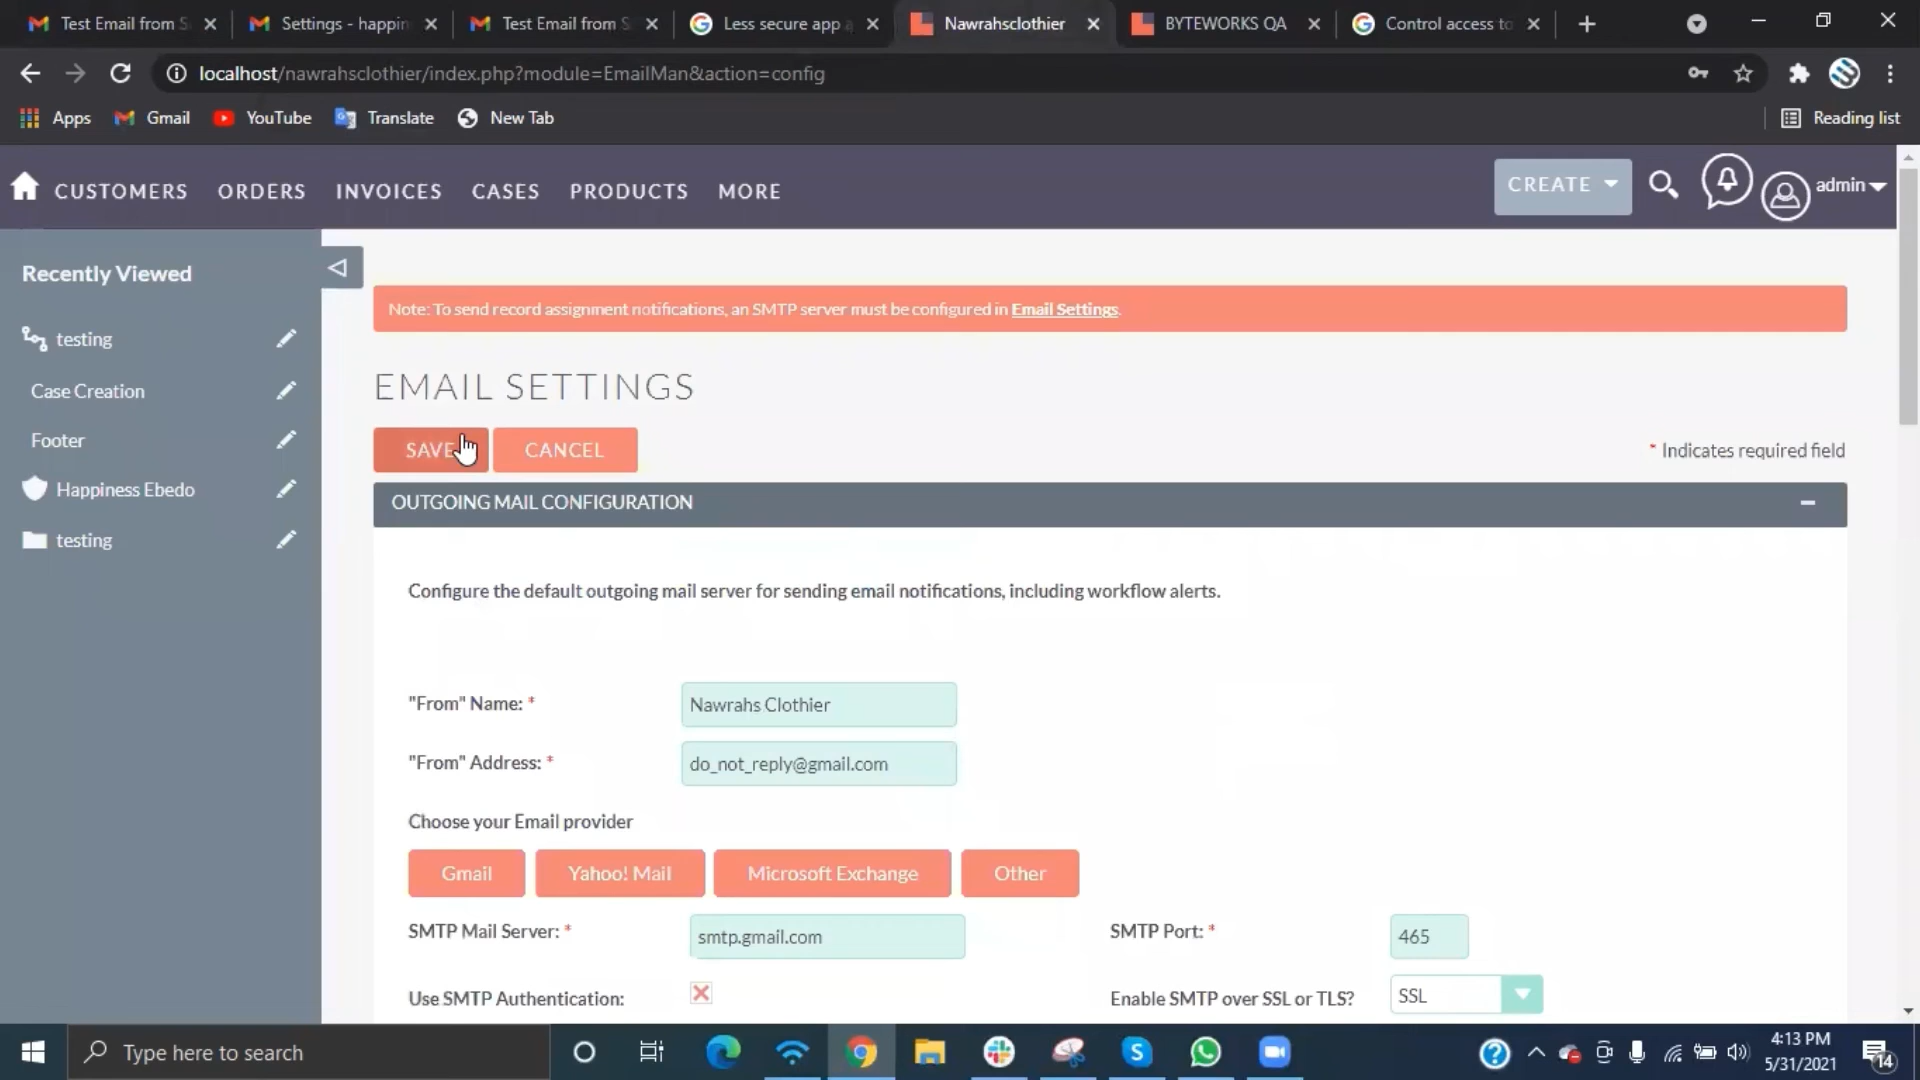 Test Email from S
Settings - happin
Test Email from S
Less secure app a
Nawrahsclothier
BYTEWORKS QA
Control access to
localhost/nawrahsclothier/index.php?module=EmailMan&action=config
Apps
Gmail
YouTube
Translate
New Tab
Reading list
CUSTOMERS
ORDERS
INVOICES
CASES
PRODUCTS
MORE
CREATE
admin
Recently Viewed
testing
Case Creation
Footer
Happiness Ebedo
testing
Note: To send record assignment notifications, an SMTP server must be configured in Email Settings.
EMAIL SETTINGS
SAVE
CANCEL
* Indicates required field
OUTGOING MAIL CONFIGURATION
Configure the default outgoing mail server for sending email notifications, including workflow alerts.
"From" Name: *
Nawrahs Clothier
"From" Address: *
do_not_reply@gmail.com
Choose your Email provider
Gmail
Yahoo! Mail
Microsoft Exchange
Other
SMTP Mail Server: *
smtp.gmail.com
SMTP Port: *
465
Use SMTP Authentication:
Enable SMTP over SSL or TLS?
SSL
Type here to search
4:13 PM
5/31/2021
14